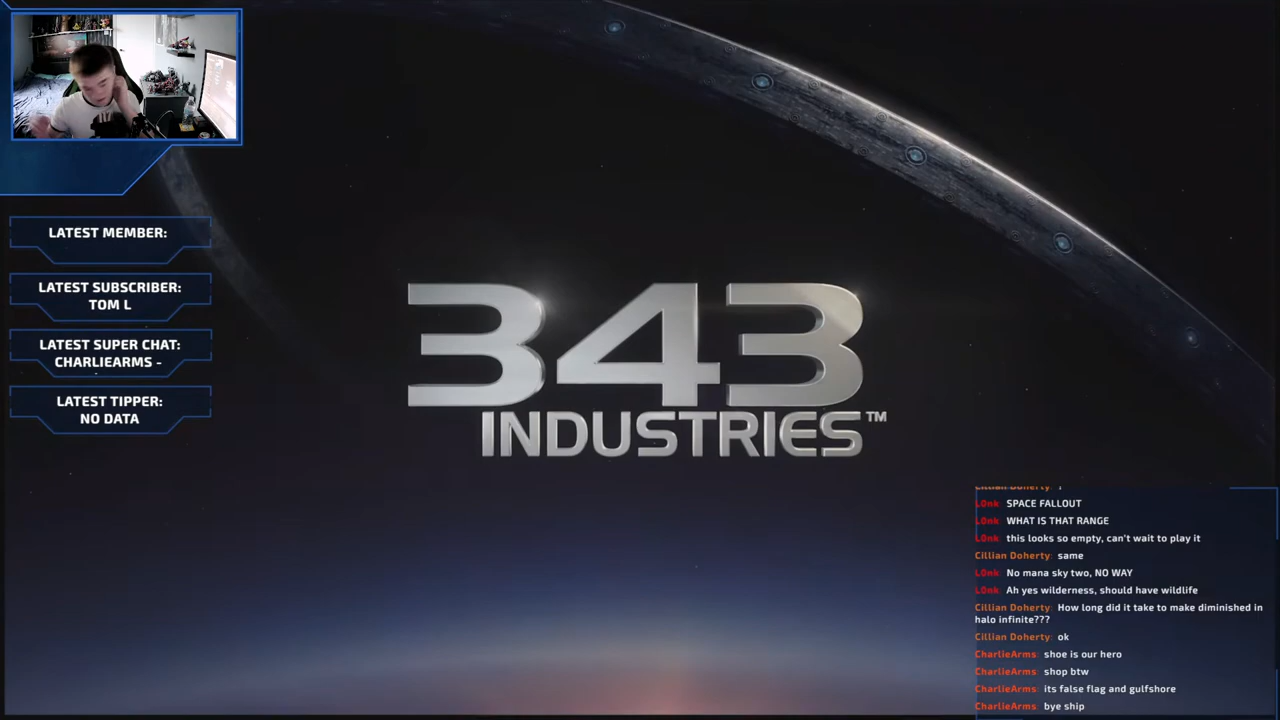 LATEST MEMBER:
LATEST SUBSCRIBER:
TOM L
LATEST SUPER CHAT:
CHARLIEARMS -
LATEST TIPPER:
NO DATA
343
INDUSTRIES™
Cillian Doherty:
L0nk: SPACE FALLOUT
L0nk: WHAT IS THAT RANGE
L0nk: this looks so empty, can't wait to play it
Cillian Doherty: same
L0nk: No mana sky two, NO WAY
L0nk: Ah yes wilderness, should have wildlife
Cillian Doherty: How long did it take to make diminished in
halo infinite???
Cillian Doherty: ok
CharlieArms: shoe is our hero
CharlieArms: shop btw
CharlieArms: its false flag and gulfshore
CharlieArms: bye ship